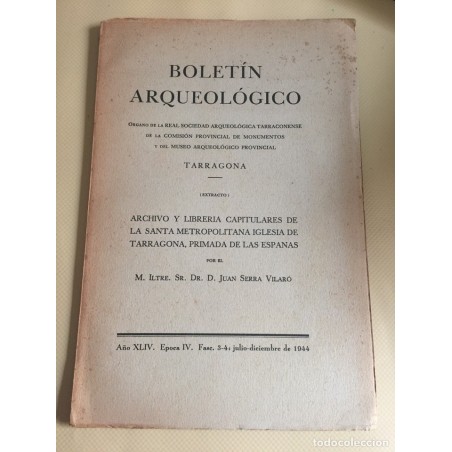 BOLETÍN
ARQUEOLÓGICO
ÓRGANO DE LA REAL SOCIEDAD ARQUEOLÓGICA TARRACONENSE
DE LA COMISIÓN PROVINCIAL DE MONUMENTOS
Y DEL MUSEO ARQUEOLÓGICO PROVINCIAL
TARRAGONA
(EXTRACTO)
ARCHIVO Y LIBRERIA CAPITULARES DE
LA SANTA METROPOLITANA IGLESIA DE
TARRAGONA, PRIMADA DE LAS ESPANAS
POR EL
M. ILTRE. SR. DR. D. JUAN SERRA VILARÓ
Año XLIV. Epoca IV. Fasc. 3-4: julio-diciembre de 1944
todocoleccion